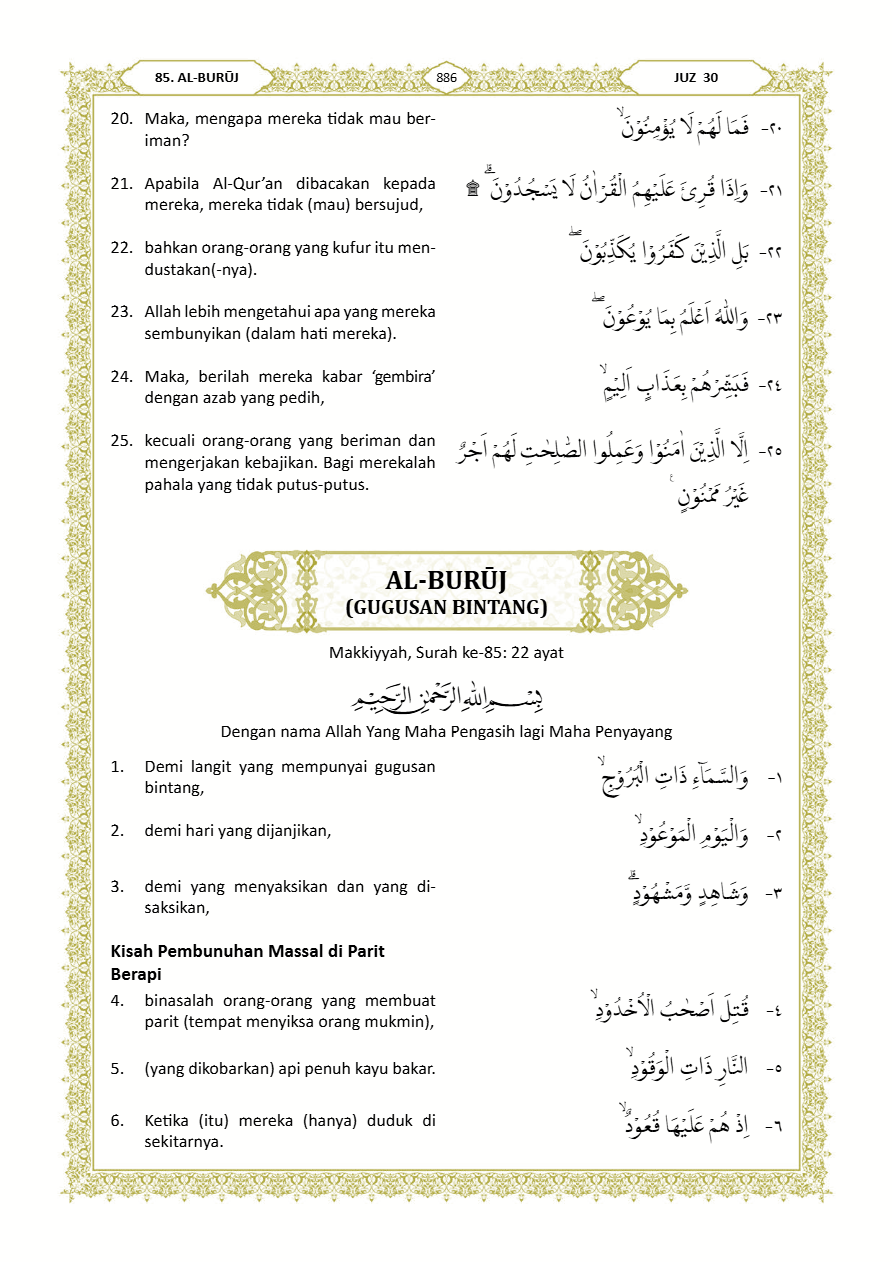 85. AL-BURŪJ
886
JUZ 30
20. Maka, mengapa mereka tidak mau ber-
iman?
٢٠- فَمَا لَهُمْ لَا يُؤْمِنُوْنَۙ
21. Apabila Al-Qur’an dibacakan kepada
mereka, mereka tidak (mau) bersujud,
٢١- وَاِذَا قُرِئَ عَلَيْهِمُ الْقُرْاٰنُ لَا يَسْجُدُوْنَ ۗ ۩
22. bahkan orang-orang yang kufur itu men-
dustakan(-nya).
٢٢- بَلِ الَّذِيْنَ كَفَرُوْا يُكَذِّبُوْنَۖ
23. Allah lebih mengetahui apa yang mereka
sembunyikan (dalam hati mereka).
٢٣- وَاللّٰهُ اَعْلَمُ بِمَا يُوْعُوْنَۖ
24. Maka, berilah mereka kabar ‘gembira’
dengan azab yang pedih,
٢٤- فَبَشِّرْهُمْ بِعَذَابٍ اَلِيْمٍۙ
25. kecuali orang-orang yang beriman dan
mengerjakan kebajikan. Bagi merekalah
pahala yang tidak putus-putus.
٢٥- اِلَّا الَّذِيْنَ اٰمَنُوْا وَعَمِلُوا الصّٰلِحٰتِ لَهُمْ اَجْرٌ
غَيْرُ مَمْنُوْنٍ ࣖ
AL-BURŪJ
(GUGUSAN BINTANG)
Makkiyyah, Surah ke-85: 22 ayat
بِسْمِ اللّٰهِ الرَّحْمٰنِ الرَّحِيْمِ
Dengan nama Allah Yang Maha Pengasih lagi Maha Penyayang
1. Demi langit yang mempunyai gugusan
bintang,
١- وَالسَّمَاۤءِ ذَاتِ الْبُرُوْجِۙ
2. demi hari yang dijanjikan,
٢- وَالْيَوْمِ الْمَوْعُوْدِۙ
3. demi yang menyaksikan dan yang di-
saksikan,
٣- وَشَاهِدٍ وَّمَشْهُوْدٍۗ
Kisah Pembunuhan Massal di Parit
Berapi
4. binasalah orang-orang yang membuat
parit (tempat menyiksa orang mukmin),
٤- قُتِلَ اَصْحٰبُ الْاُخْدُوْدِۙ
5. (yang dikobarkan) api penuh kayu bakar.
٥- النَّارِ ذَاتِ الْوَقُوْدِۙ
6. Ketika (itu) mereka (hanya) duduk di
sekitarnya.
٦- اِذْ هُمْ عَلَيْهَا قُعُوْدٌۙ